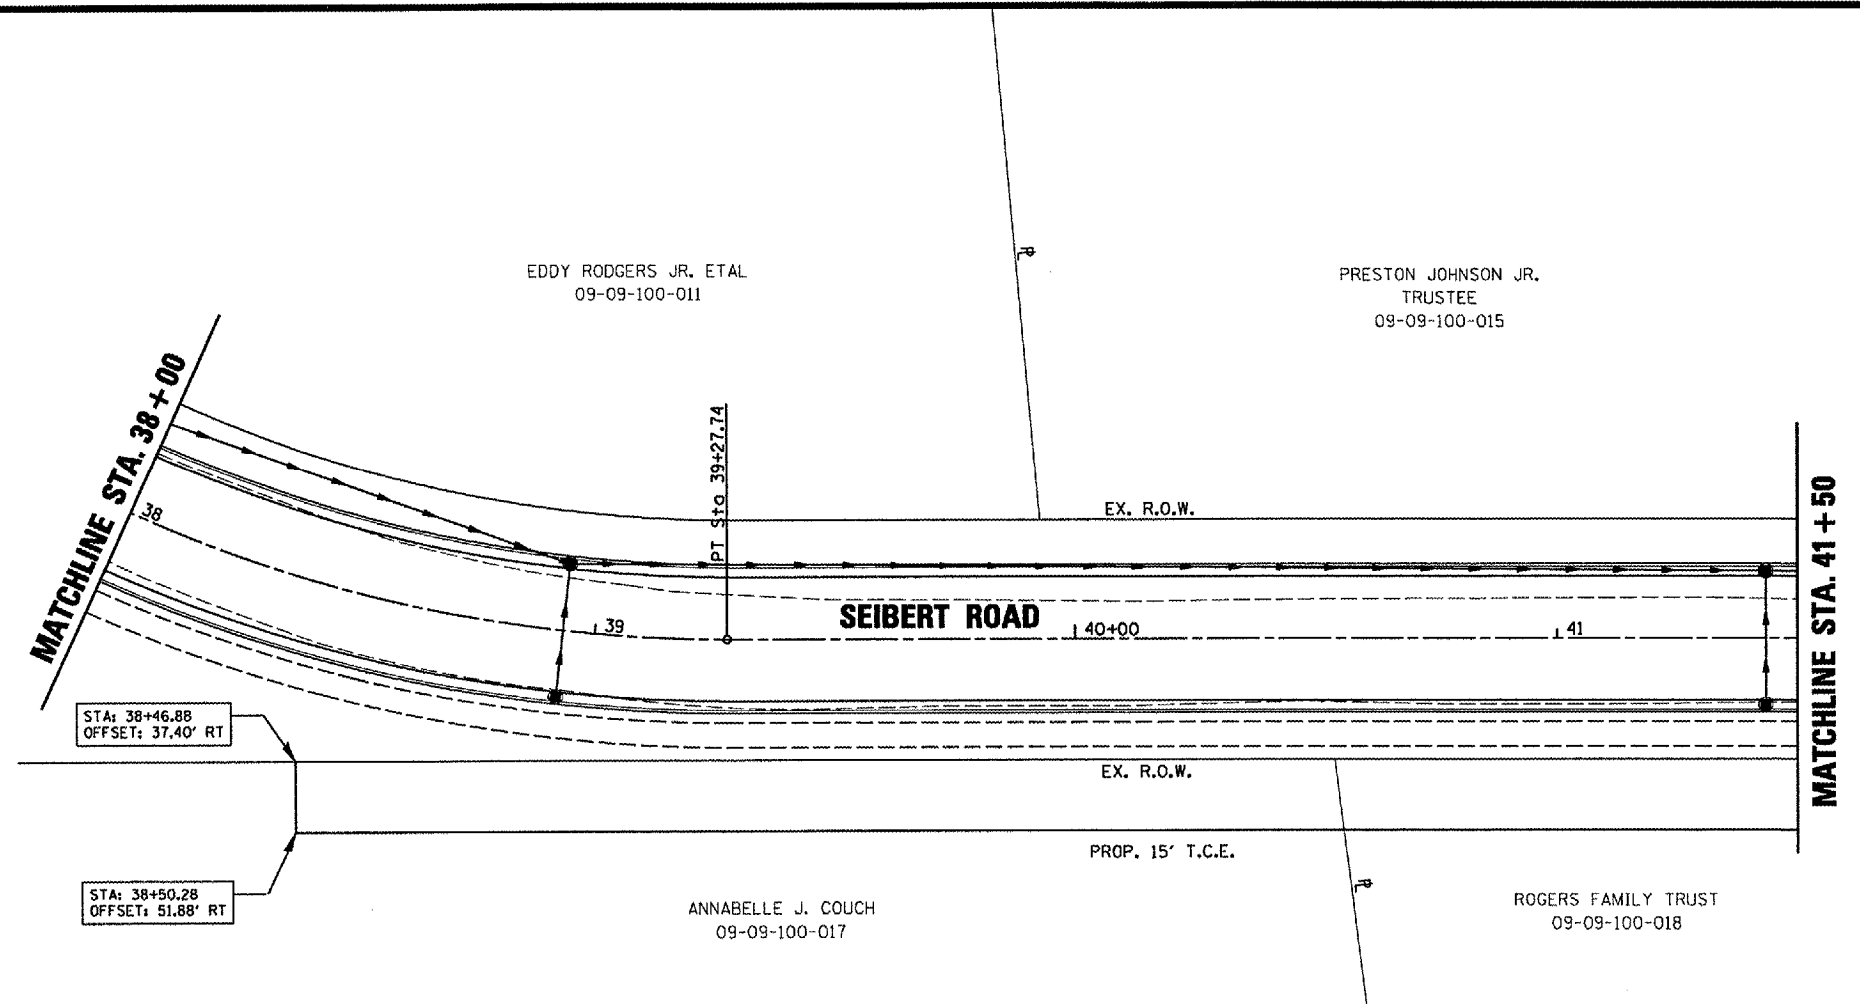 EDDY RODGERS JR. ETAL
09-09-100-011
PRESTON JOHNSON JR.
TRUSTEE
09-09-100-015
PL
MATCHLINE STA. 38+00
PT Sta 39+27.74
EX. R.O.W.
MATCHLINE STA. 41+50
38
39
SEIBERT ROAD
40+00
41
STA: 38+46.88
OFFSET: 37.40' RT
EX. R.O.W.
PROP. 15' T.C.E.
STA: 38+50.28
OFFSET: 51.88' RT
PL
ANNABELLE J. COUCH
09-09-100-017
ROGERS FAMILY TRUST
09-09-100-018